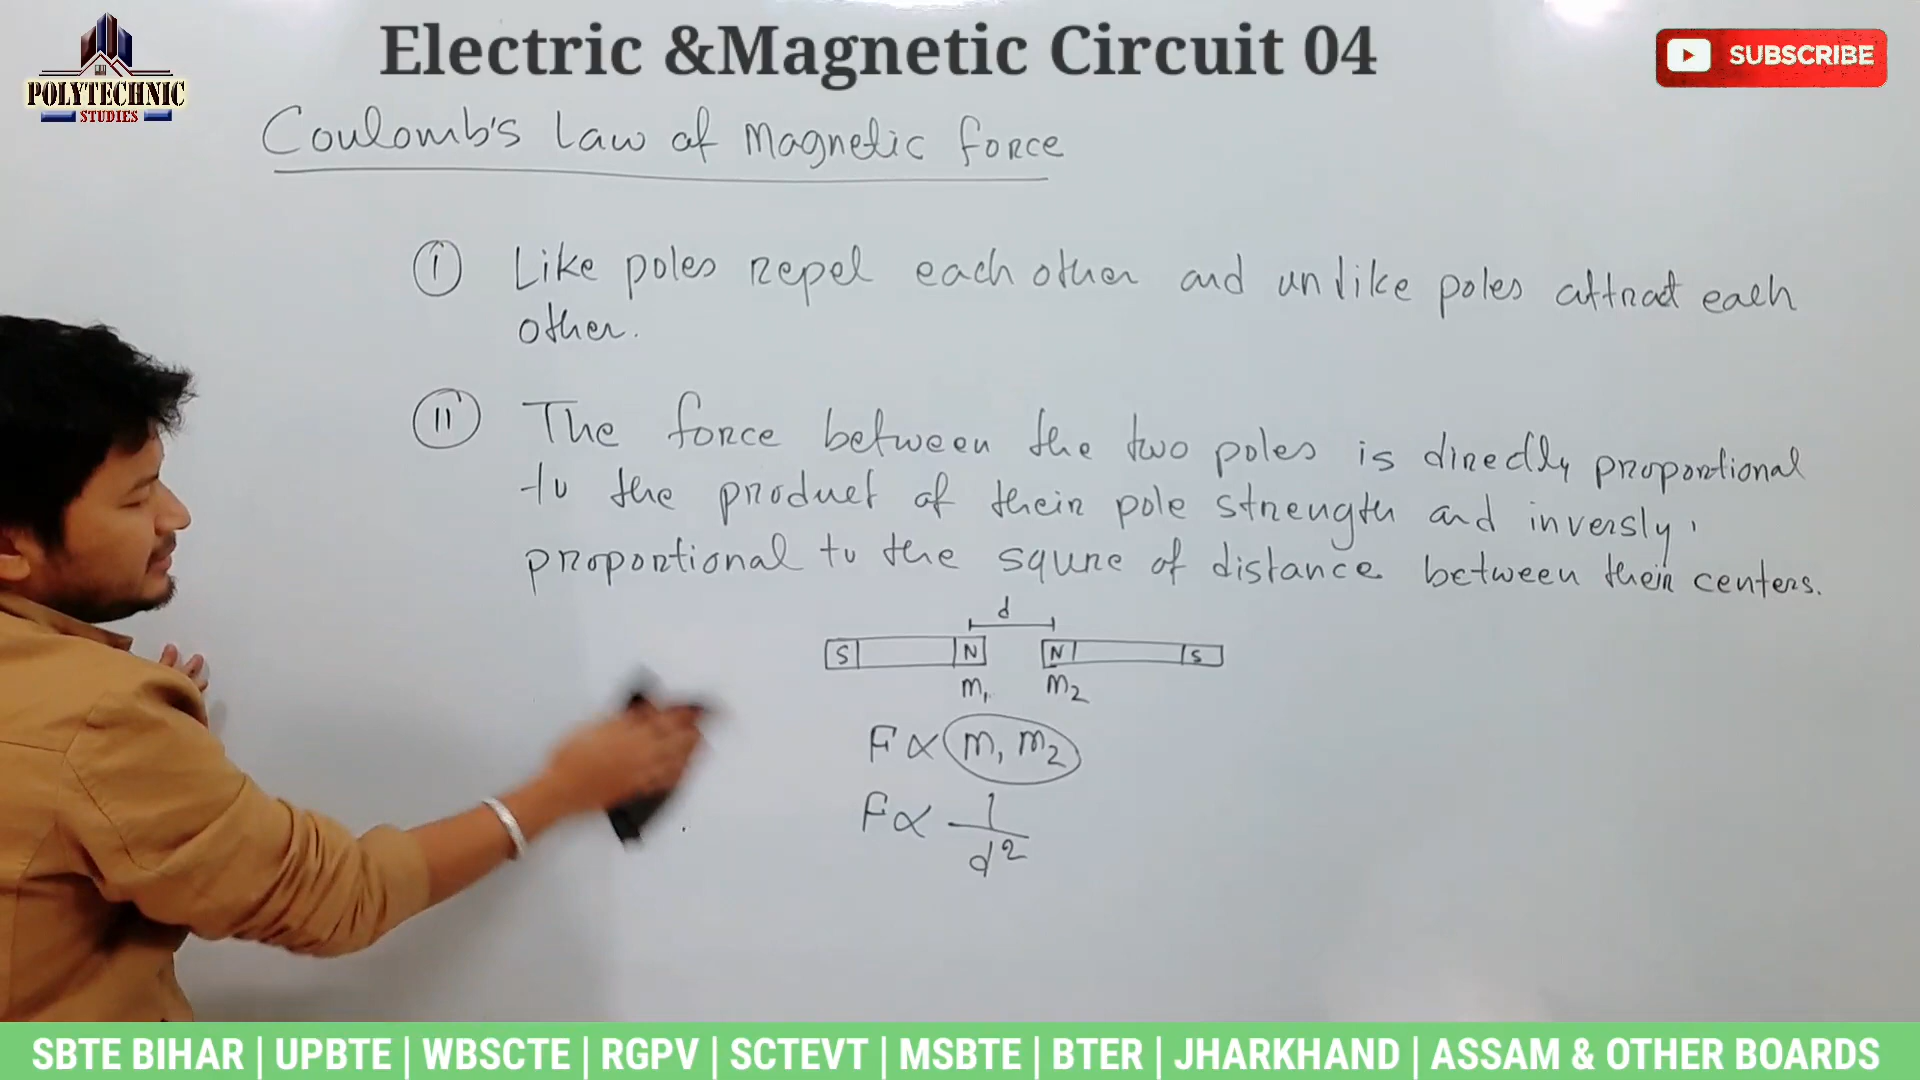 Electric &Magnetic Circuit 04
POLYTECHNIC
STUDIES
SUBSCRIBE
Coulomb's Law of Magnetic force
I Like poles repel each other and unlike poles attract each
other.
II The force between the two poles is directly proportional
to the product of their pole strength and inversly
proportional to the squre of distance between their centers.
d
S N N S
m₁ m₂
F ∝ m₁ m₂
F ∝ 1/d²
SBTE BIHAR | UPBTE | WBSCTE | RGPV | SCTEVT | MSBTE | BTER | JHARKHAND | ASSAM & OTHER BOARDS